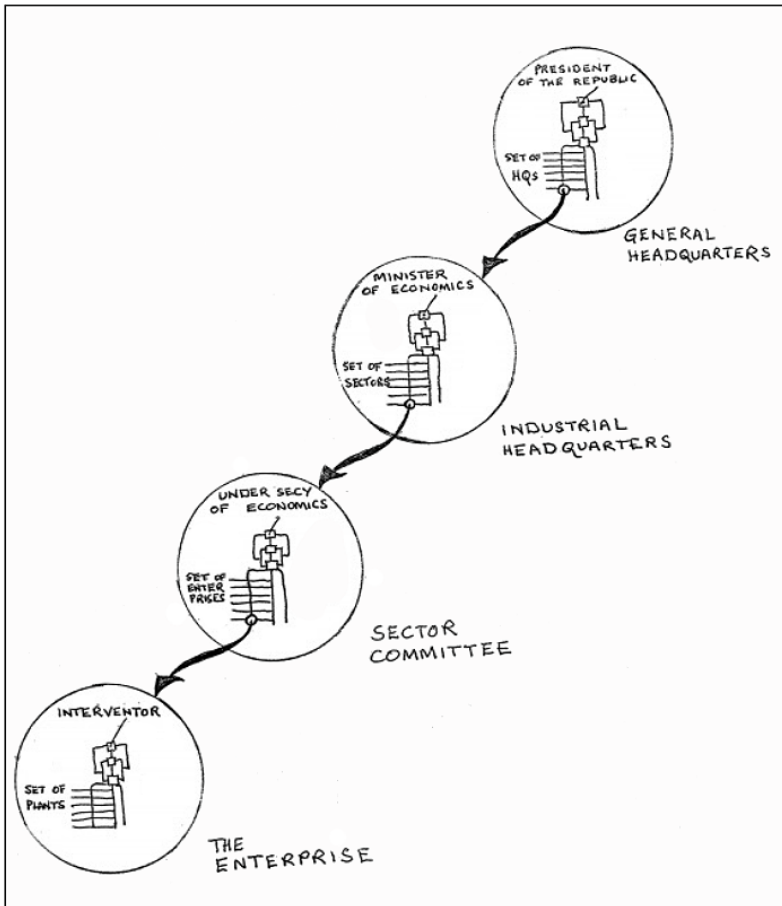 PRESIDENT
OF THE REPUBLIC
SET OF
HQs
GENERAL
HEADQUARTERS
MINISTER
OF ECONOMICS
SET OF
SECTORS
INDUSTRIAL
HEADQUARTERS
UNDER SECY
OF ECONOMICS
SET OF
ENTER
PRISES
SECTOR
COMMITTEE
INTERVENTOR
SET OF
PLANTS
THE
ENTERPRISE